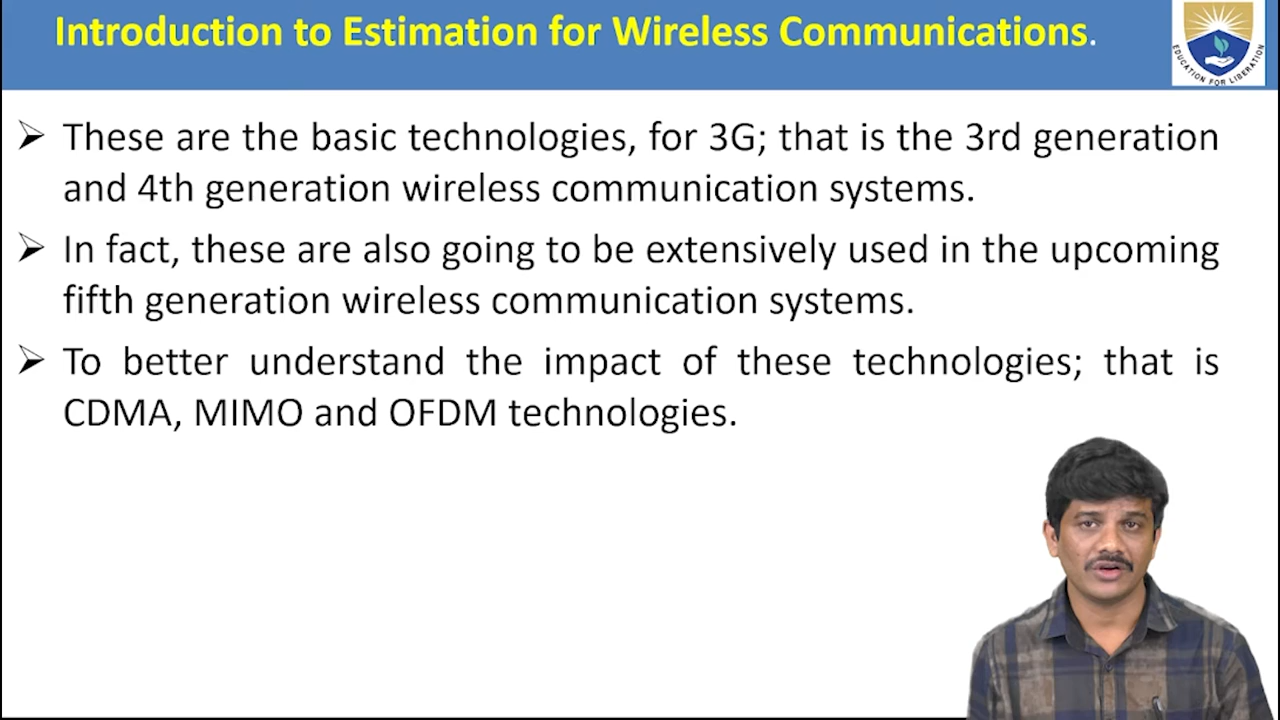 Introduction to Estimation for Wireless Communications.
EDUCATION FOR LIBERATION
➢ These are the basic technologies, for 3G; that is the 3rd generation
and 4th generation wireless communication systems.
➢ In fact, these are also going to be extensively used in the upcoming
fifth generation wireless communication systems.
➢ To better understand the impact of these technologies; that is
CDMA, MIMO and OFDM technologies.